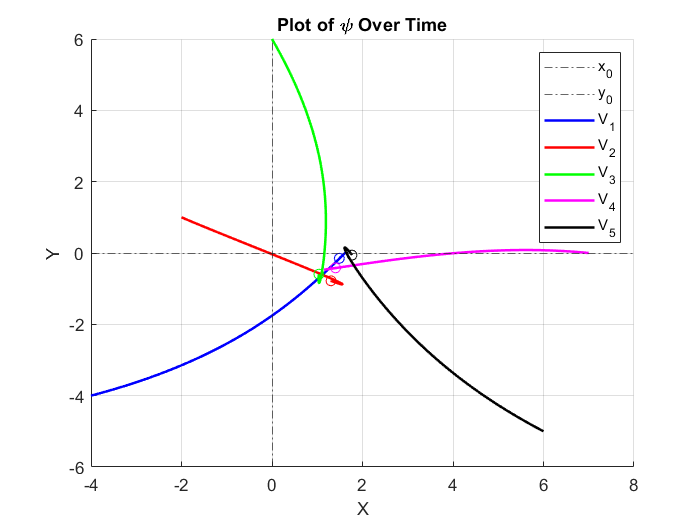 Plot of ψ Over Time
6
4
2
0
-2
-4
-6
-4
-2
0
2
4
6
8
X
Y
x₀
y₀
V₁
V₂
V₃
V₄
V₅